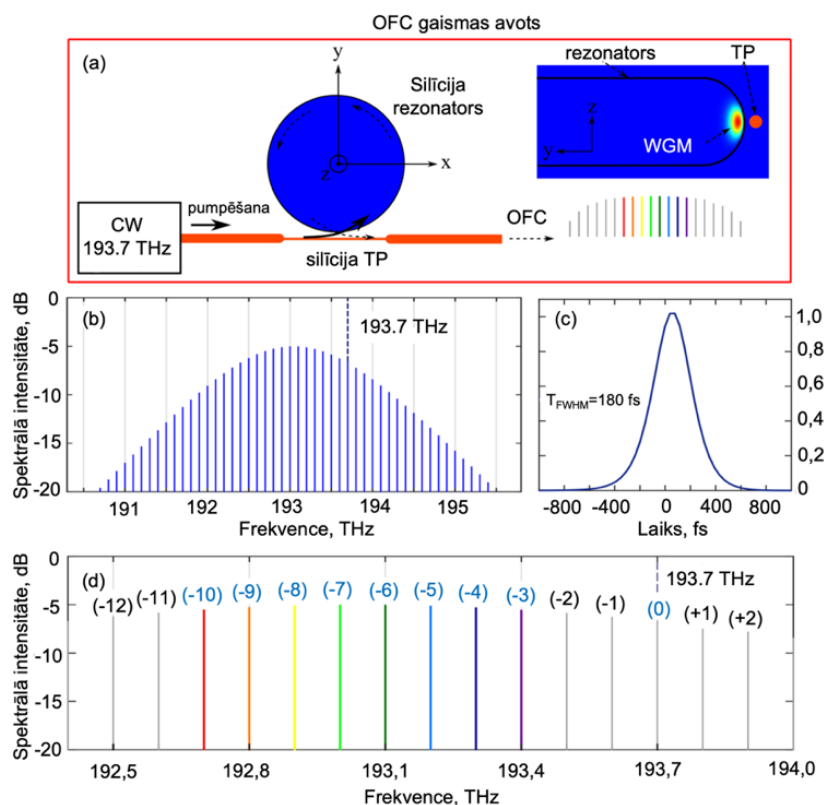 OFC gaismas avots
(a)
y
Silīcija
rezonators
z
x
CW
193.7 THz
pumpēšana
silīcija TP
rezonators
TP
z
y
WGM
OFC
(b)
193.7 THz
Spektrālā intensitāte, dB
0
-5
-10
-15
-20
191 192 193 194 195
Frekvence, THz
(c)
T_FWHM=180 fs
1,0
0,8
0,6
0,4
0,2
0
-800 -400 0 400 800
Laiks, fs
(d)
193.7 THz
Spektrālā intensitāte, dB
0
-5
-10
-15
-20
(-12) (-11) (-10) (-9) (-8) (-7) (-6) (-5) (-4) (-3) (-2) (-1) (0) (+1) (+2)
192,5 192,8 193,1 193,4 193,7 194,0
Frekvence, THz